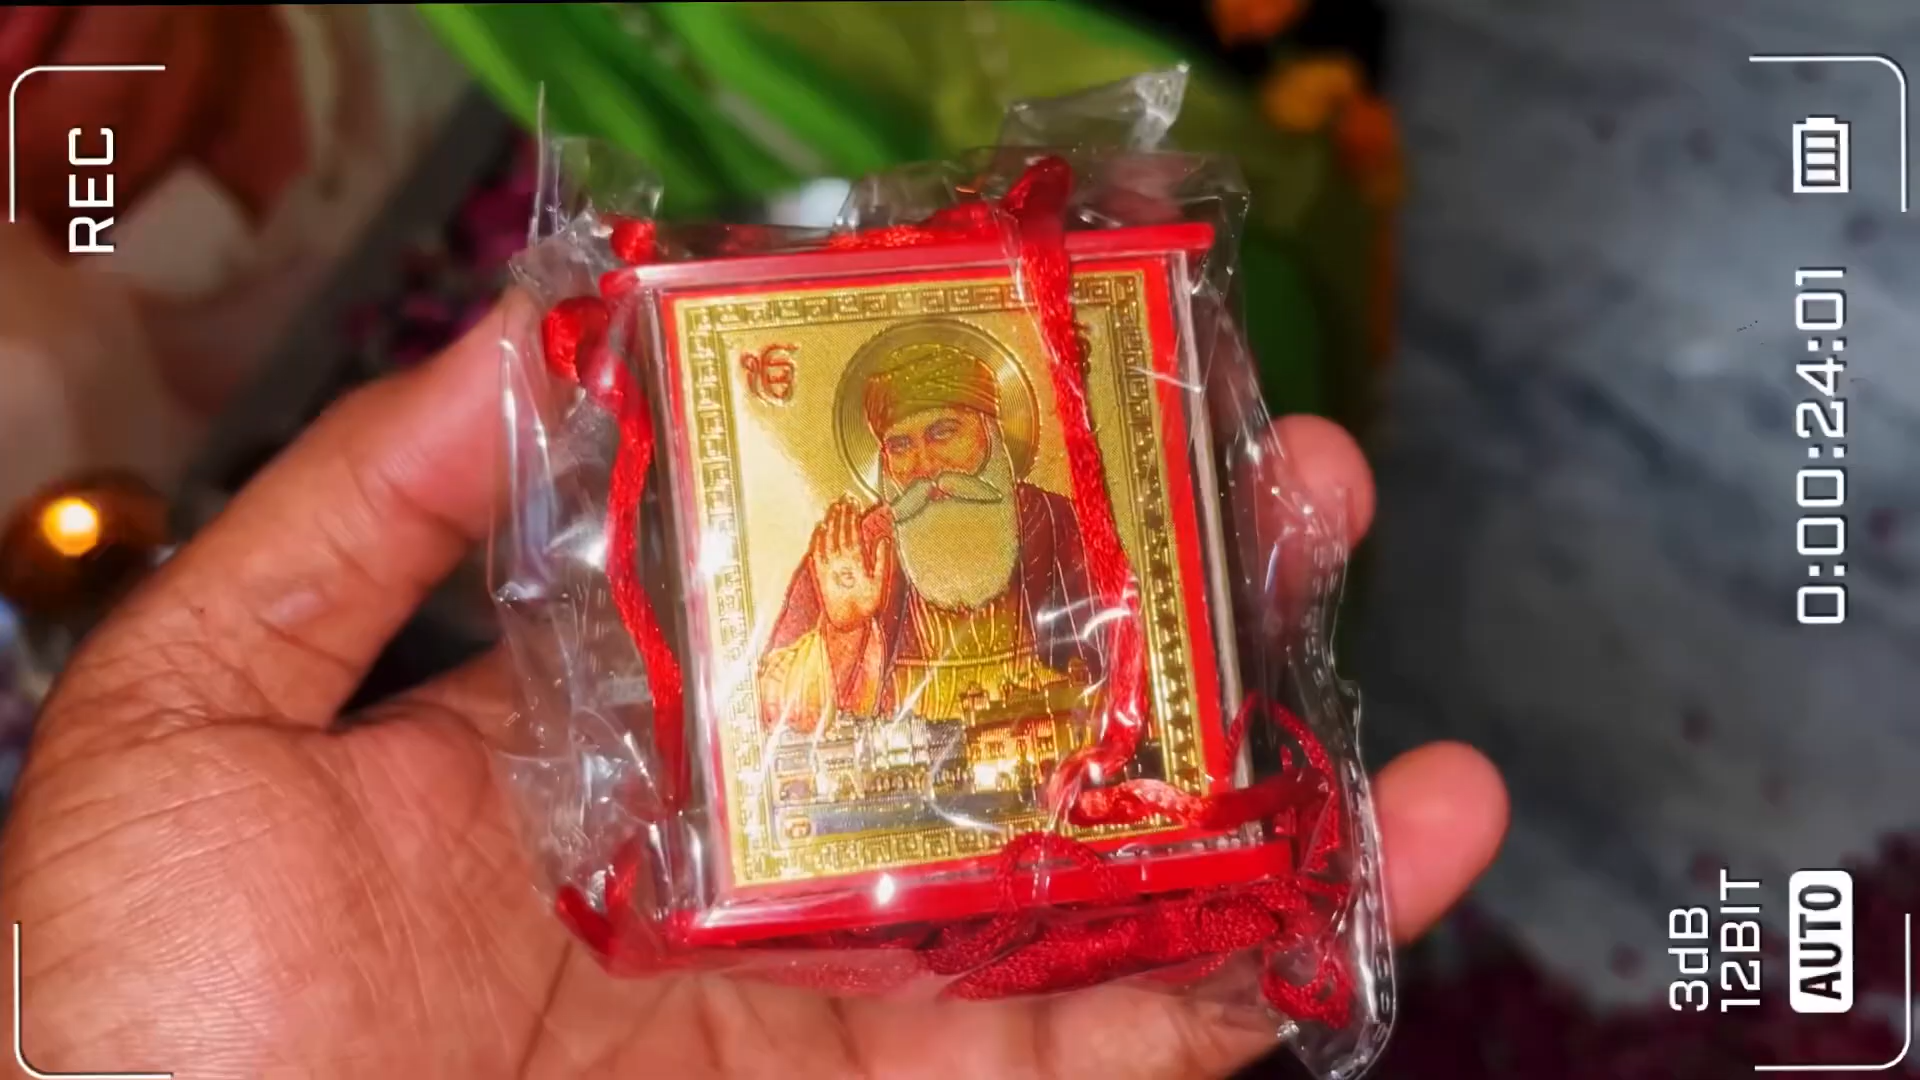 REC
0:00:24:01
3dB
12BIT
AUTO
ੴ
ੴ